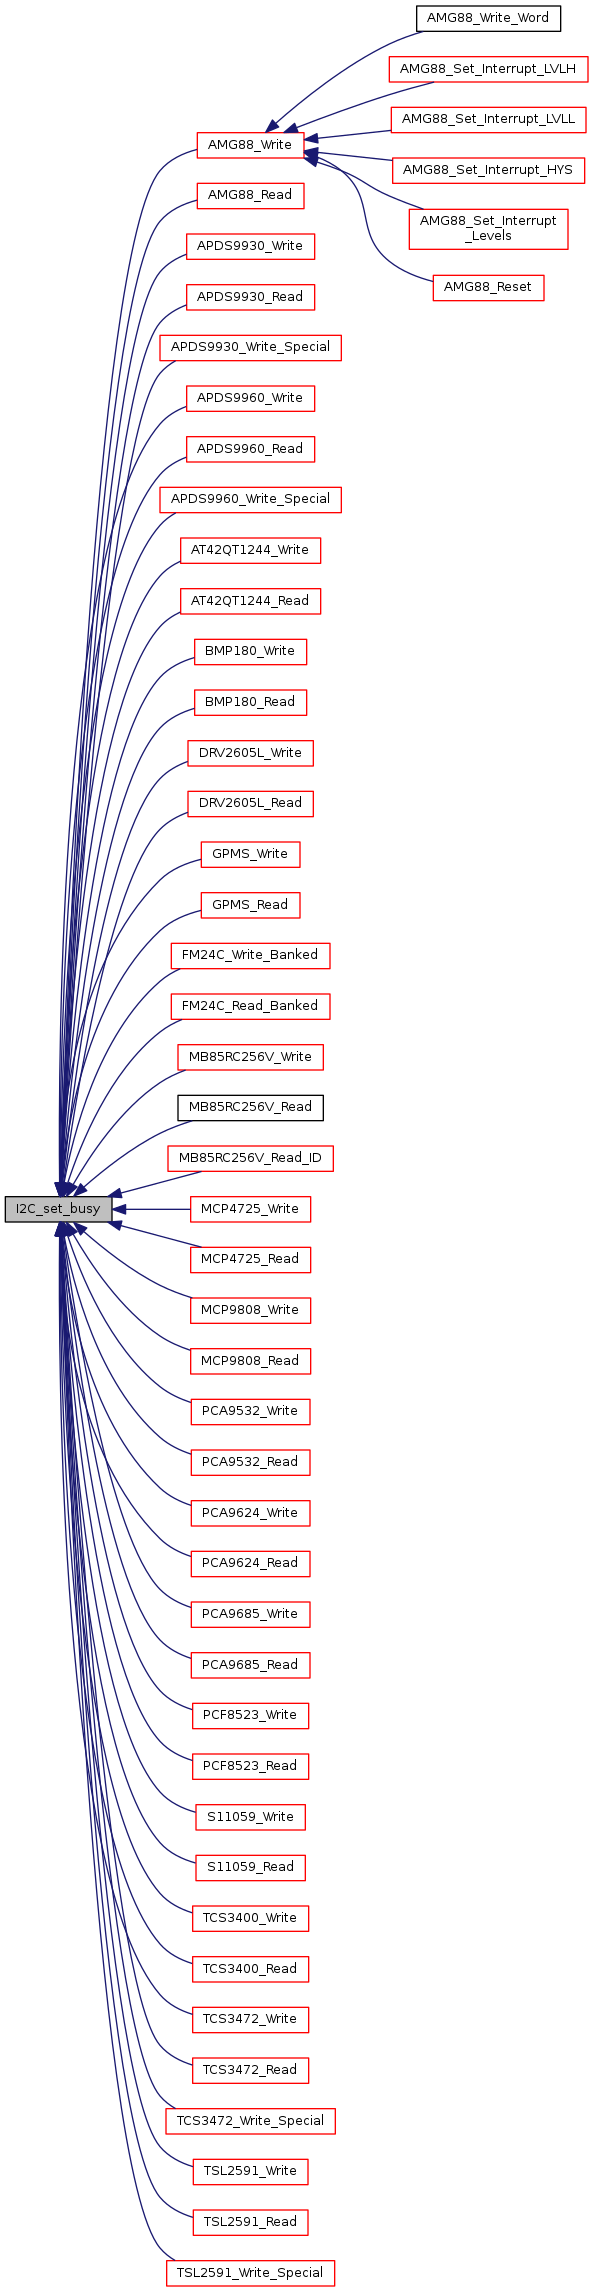 AMG88_Write_Word
AMG88_Set_Interrupt_LVLH
AMG88_Set_Interrupt_LVLL
AMG88_Write
AMG88_Set_Interrupt_HYS
AMG88_Read
AMG88_Set_Interrupt
_Levels
APDS9930_Write
AMG88_Reset
APDS9930_Read
APDS9930_Write_Special
APDS9960_Write
APDS9960_Read
APDS9960_Write_Special
AT42QT1244_Write
AT42QT1244_Read
BMP180_Write
BMP180_Read
DRV2605L_Write
DRV2605L_Read
GPMS_Write
GPMS_Read
FM24C_Write_Banked
FM24C_Read_Banked
MB85RC256V_Write
MB85RC256V_Read
MB85RC256V_Read_ID
I2C_set_busy
MCP4725_Write
MCP4725_Read
MCP9808_Write
MCP9808_Read
PCA9532_Write
PCA9532_Read
PCA9624_Write
PCA9624_Read
PCA9685_Write
PCA9685_Read
PCF8523_Write
PCF8523_Read
S11059_Write
S11059_Read
TCS3400_Write
TCS3400_Read
TCS3472_Write
TCS3472_Read
TCS3472_Write_Special
TSL2591_Write
TSL2591_Read
TSL2591_Write_Special